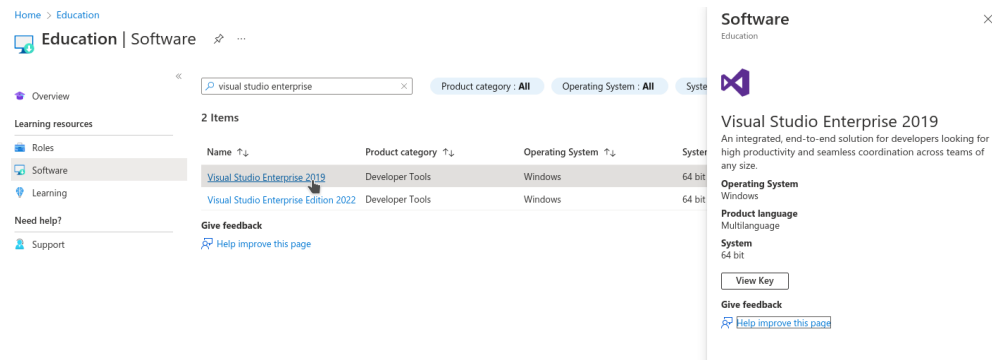 Home > Education
Education | Software
Overview
Learning resources
Roles
Software
Learning
Need help?
Support
visual studio enterprise
Product category : All
Operating System : All
2 Items
Name
Product category
Operating System
Visual Studio Enterprise 2019
Developer Tools
Windows
64 bit
Visual Studio Enterprise Edition 2022
Developer Tools
Windows
64 bit
Give feedback
Help improve this page
Software
Education
Visual Studio Enterprise 2019
An integrated, end-to-end solution for developers looking for
high productivity and seamless coordination across teams of
any size.
Operating System
Windows
Product language
Multilanguage
System
64 bit
View Key
Give feedback
Help improve this page